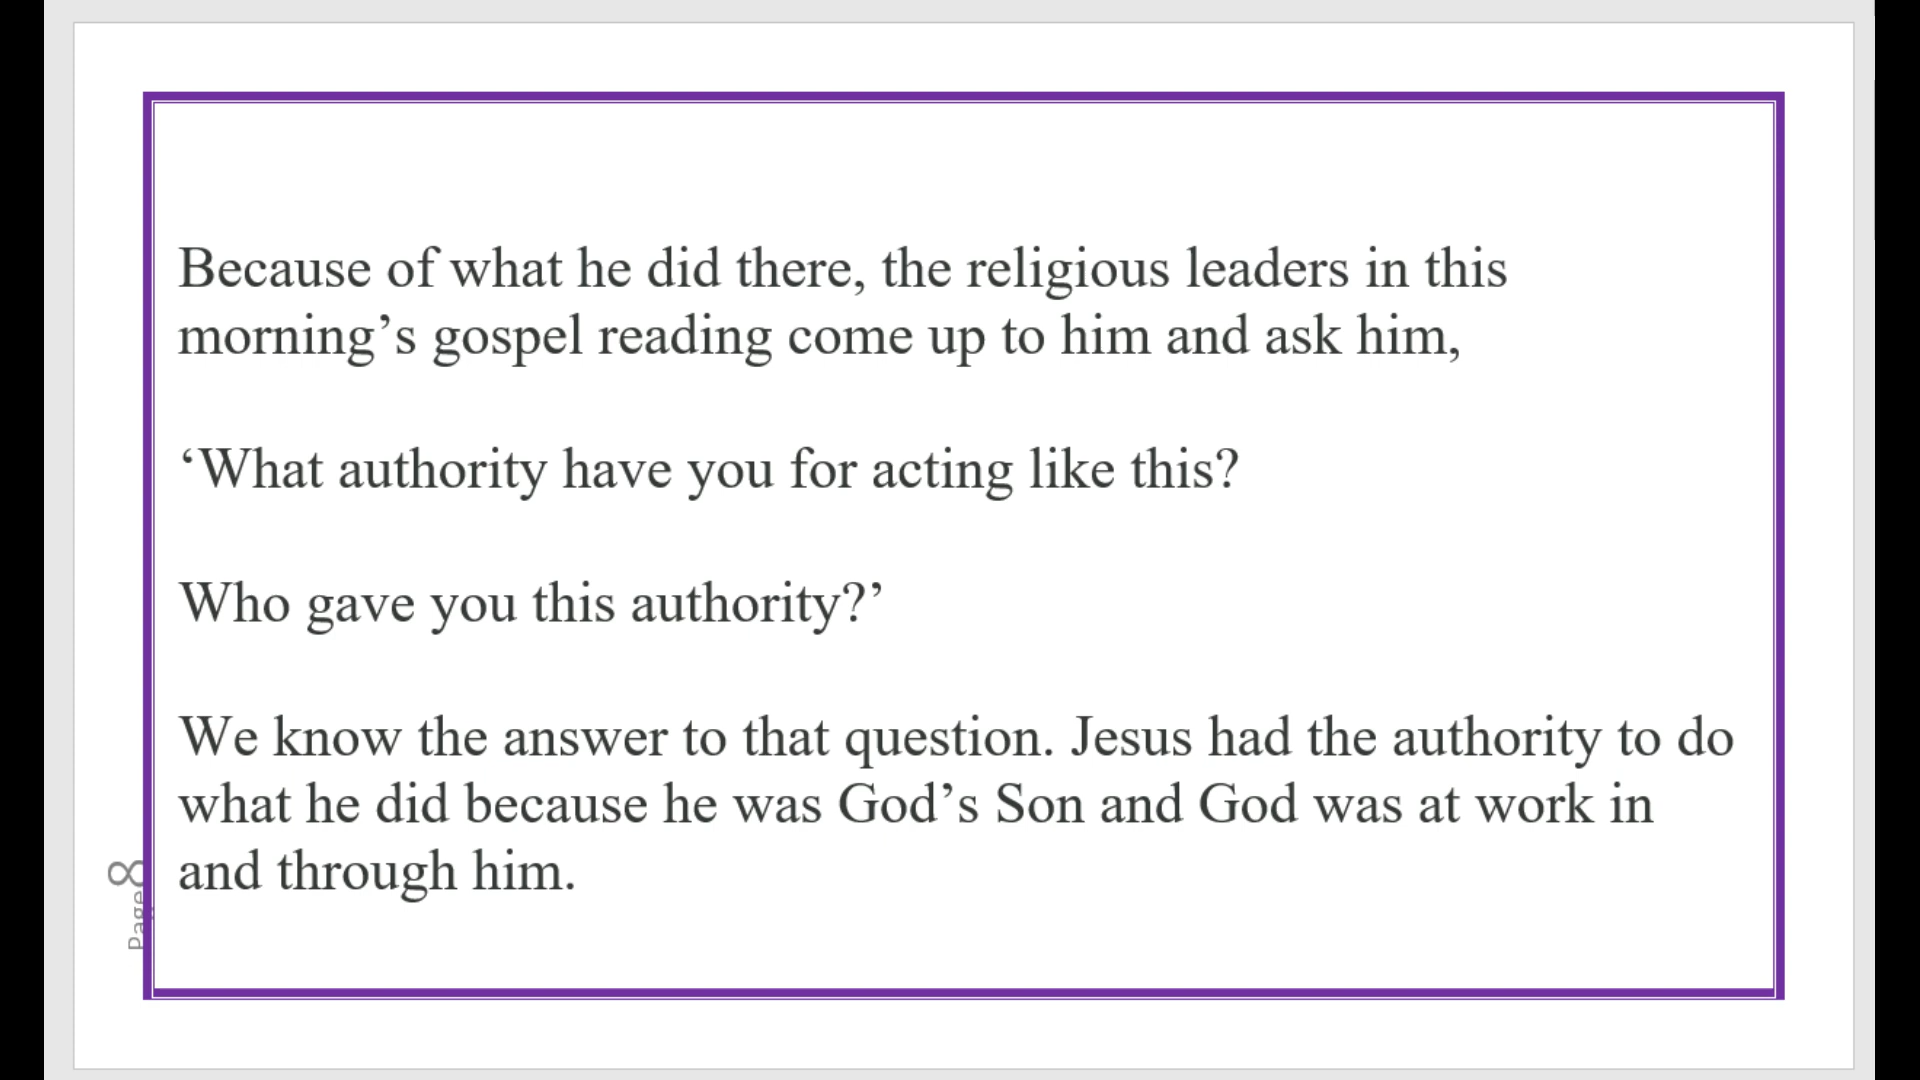 Because of what he did there, the religious leaders in this
morning’s gospel reading come up to him and ask him,
‘What authority have you for acting like this?
Who gave you this authority?’
We know the answer to that question. Jesus had the authority to do
what he did because he was God’s Son and God was at work in
and through him.
Page 8